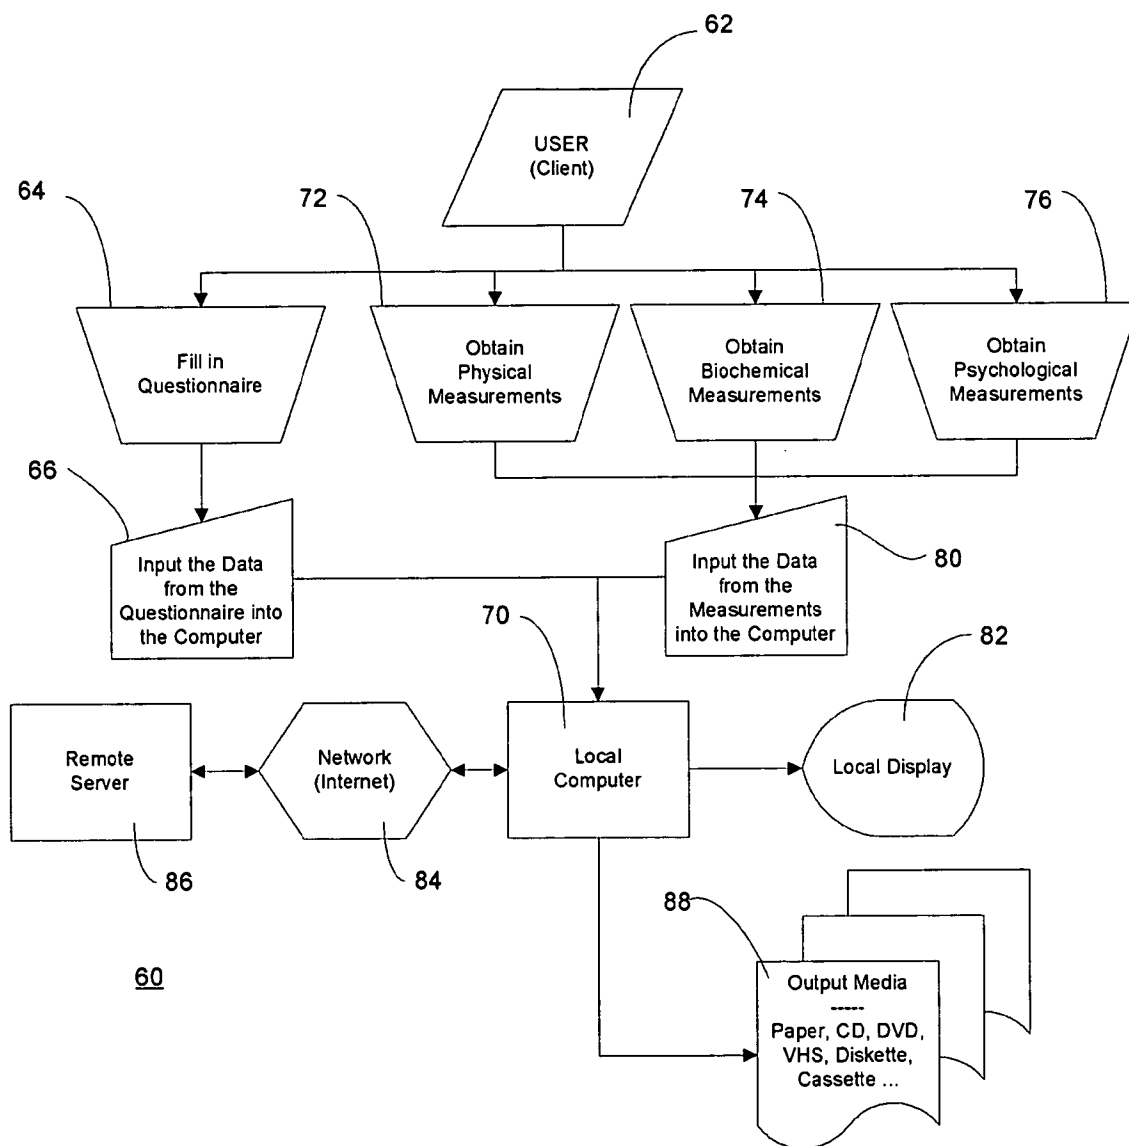 62
USER
(Client)
64
72
74
76
Fill in
Questionnaire
Obtain
Physical
Measurements
Obtain
Biochemical
Measurements
Obtain
Psychological
Measurements
66
Input the Data
from the
Questionnaire into
the Computer
80
Input the Data
from the
Measurements
into the Computer
70
82
Remote
Server
Network
(Internet)
Local
Computer
Local Display
86
84
88
60
Output Media
-----
Paper, CD, DVD,
VHS, Diskette,
Cassette ...